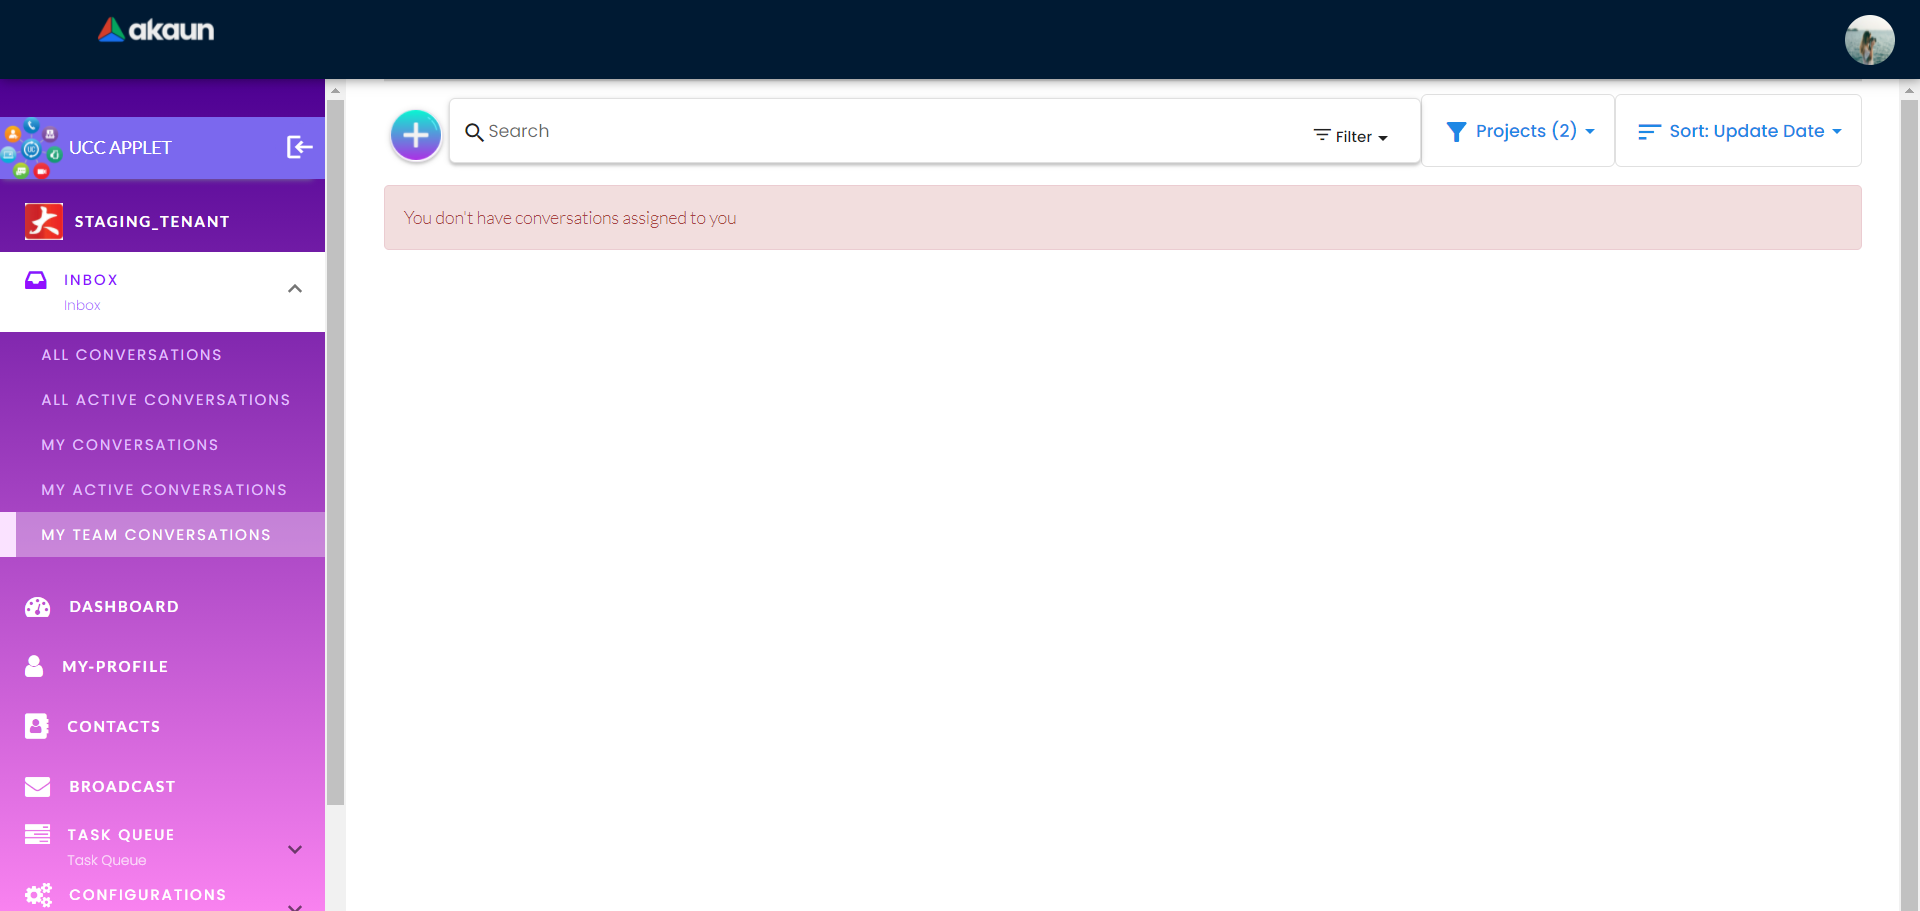 akaun
UCC APPLET
STAGING_TENANT
INBOX
Inbox
ALL CONVERSATIONS
ALL ACTIVE CONVERSATIONS
MY CONVERSATIONS
MY ACTIVE CONVERSATIONS
MY TEAM CONVERSATIONS
DASHBOARD
MY-PROFILE
CONTACTS
BROADCAST
TASK QUEUE
Task Queue
CONFIGURATIONS
Search
Filter
Projects (2)
Sort: Update Date
You don't have conversations assigned to you